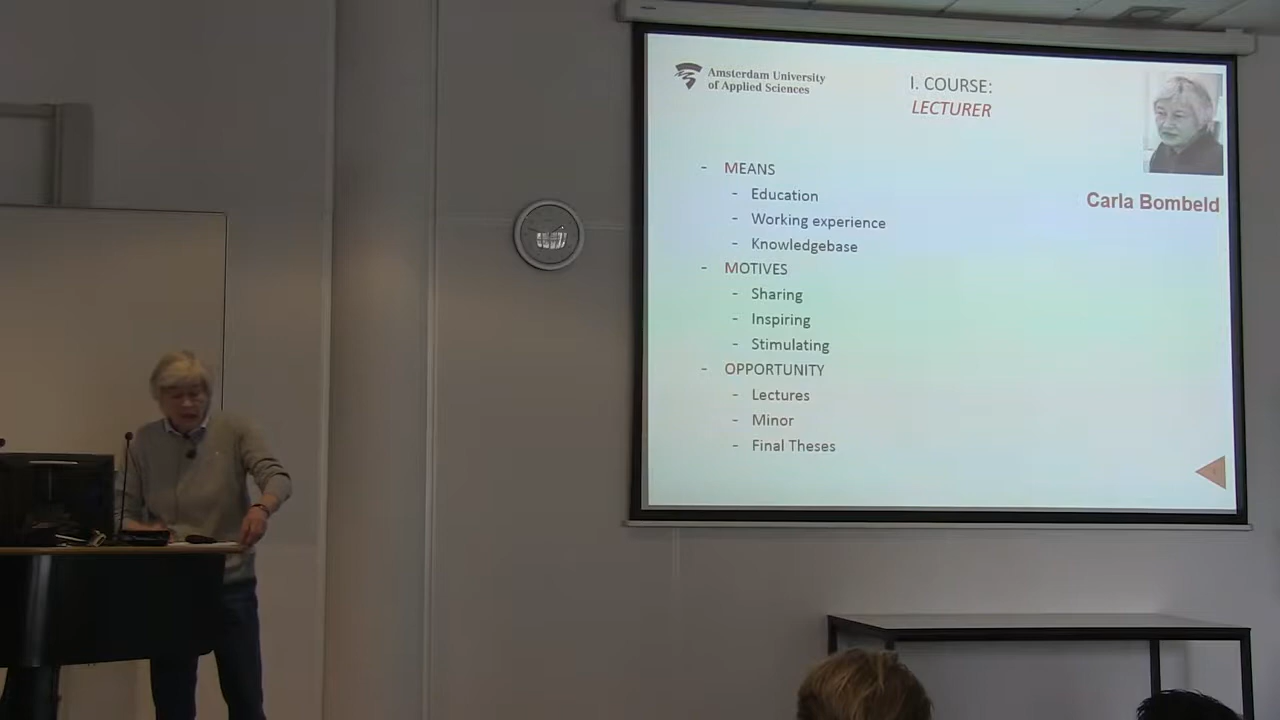 Amsterdam University
of Applied Sciences
I. COURSE:
LECTURER
Carla Bombeld
- MEANS
- Education
- Working experience
- Knowledgebase
- MOTIVES
- Sharing
- Inspiring
- Stimulating
- OPPORTUNITY
- Lectures
- Minor
- Final Theses